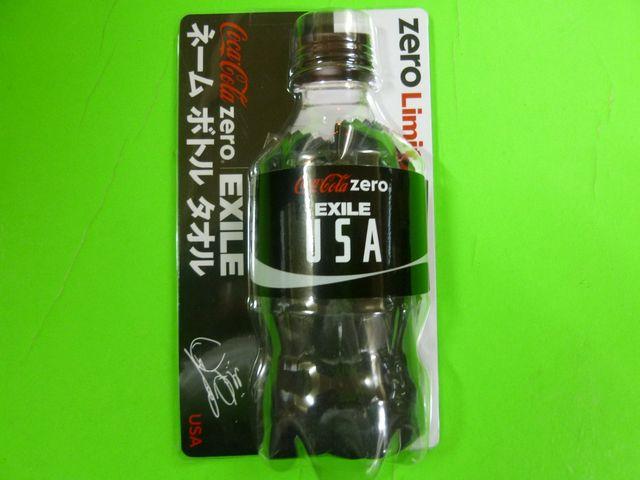 zero Limi
Coca-Cola zero. EXILE
ネーム ボトル タオル
Coca-Cola zero.
EXILE
USA
USA